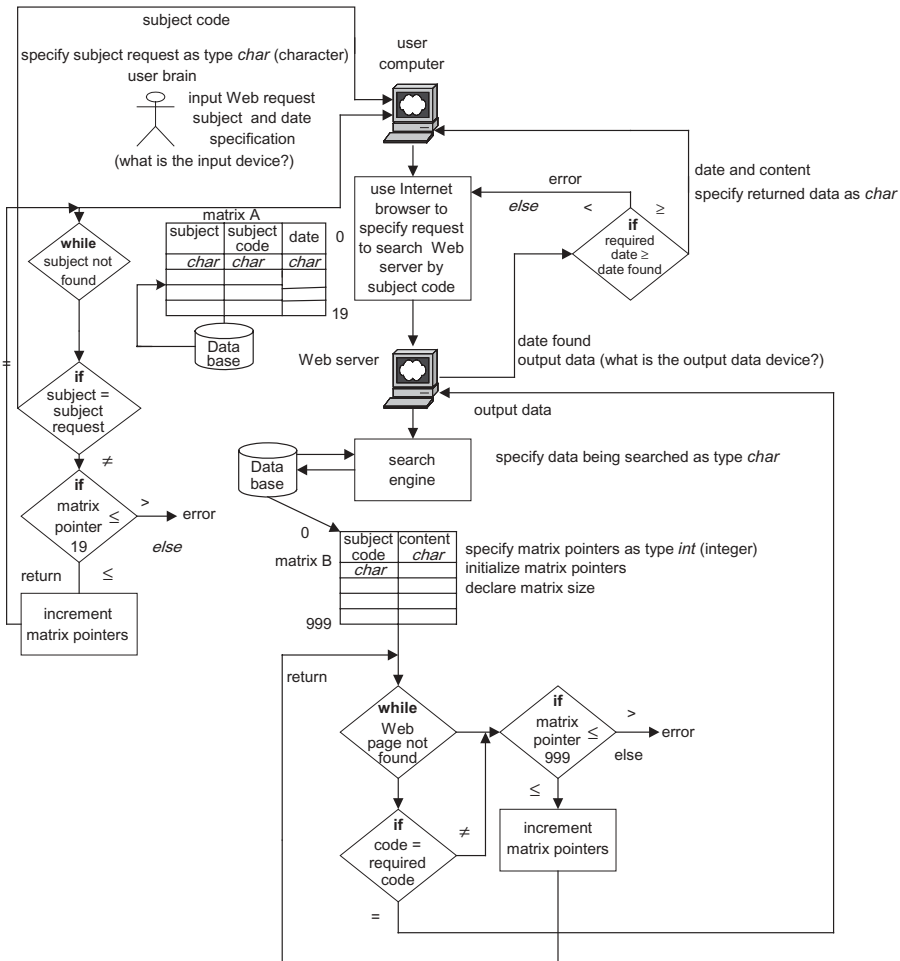 subject code
specify subject request as type char (character)
user brain
input Web request
subject and date
specification
(what is the input device?)
user
computer
date and content
specify returned data as char
error
else
<
≥
if
required
date ≥
date found
use Internet
browser to
specify request
to search Web
server by
subject code
matrix A
subject
subject
code
date
0
char
char
char
19
Data
base
while
subject not
found
=
if
subject =
subject
request
≠
if
matrix
pointer ≤
19
>
error
else
return
≤
increment
matrix pointers
Web server
date found
output data (what is the output data device?)
output data
search
engine
specify data being searched as type char
Data
base
0
matrix B
subject
code
content
char
char
999
specify matrix pointers as type int (integer)
initialize matrix pointers
declare matrix size
return
while
Web
page not
found
if
matrix
pointer ≤
999
>
error
else
≤
if
code =
required
code
≠
=
increment
matrix pointers